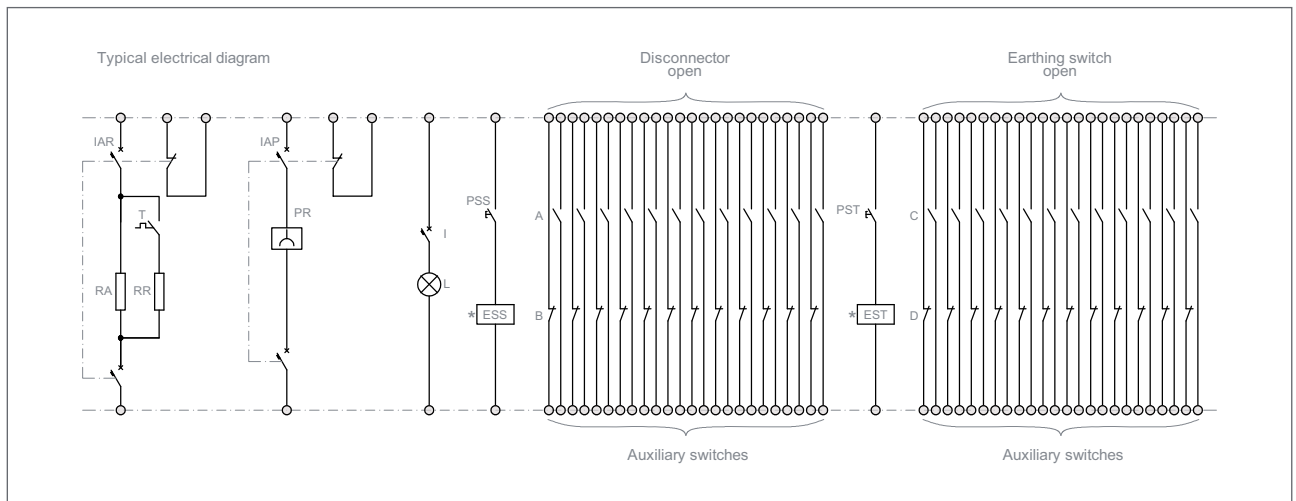 Typical electrical diagram
Disconnector
open
Earthing switch
open
IAR
IAP
T
PR
PSS
A
PST
C
I
RA
RR
L
* ESS
B
* EST
D
Auxiliary switches
Auxiliary switches